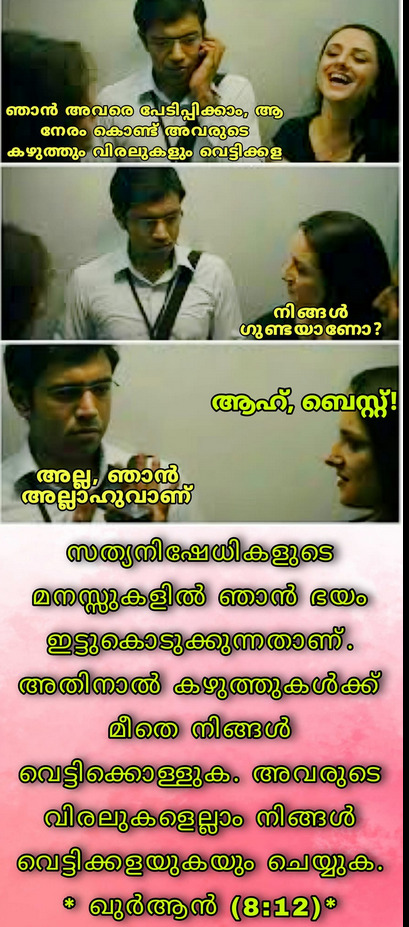 ഞാൻ അവരെ പേടിപ്പിക്കാം, ആ
നേരം കൊണ്ട് അവരുടെ
കഴുത്തും വിരലുകളും വെട്ടിക്കള
നിങ്ങൾ
ഗുണ്ടയാണോ?
ആഹ്, ബെസ്റ്റ്!
അല്ല, ഞാൻ
അല്ലാഹുവാണ്
സത്യനിഷേധികളുടെ
മനസ്സുകളിൽ ഞാൻ ഭയം
ഇട്ടുകൊടുക്കുന്നതാണ്.
അതിനാൽ കഴുത്തുകൾക്ക്
മീതെ നിങ്ങൾ
വെട്ടിക്കൊള്ളുക. അവരുടെ
വിരലുകളെല്ലാം നിങ്ങൾ
വെട്ടിക്കളയുകയും ചെയ്യുക.
* ഖുർആൻ (8:12)*